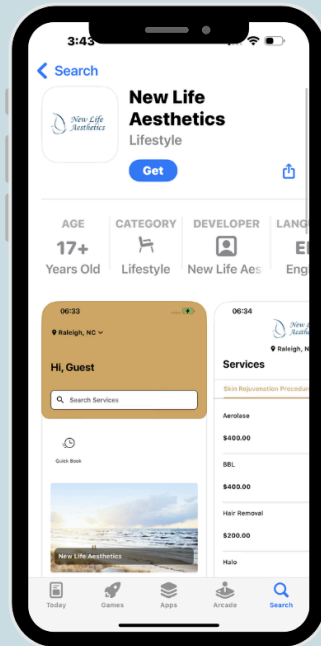 3:43
Search
New Life
Aesthetics
New Life
Aesthetics
Lifestyle
Get
AGE
CATEGORY
DEVELOPER
LANG
17+
Years Old
Lifestyle
New Life Aes
Engl
06:33
Raleigh, NC
Hi, Guest
Search Services
Quick Book
New Life Aesthetics
06:34
Raleigh, N
Services
Skin Rejuvenation Procedur
Aerolase
$400.00
BBL
$400.00
Hair Removal
$200.00
Halo
Today
Games
Apps
Arcade
Search